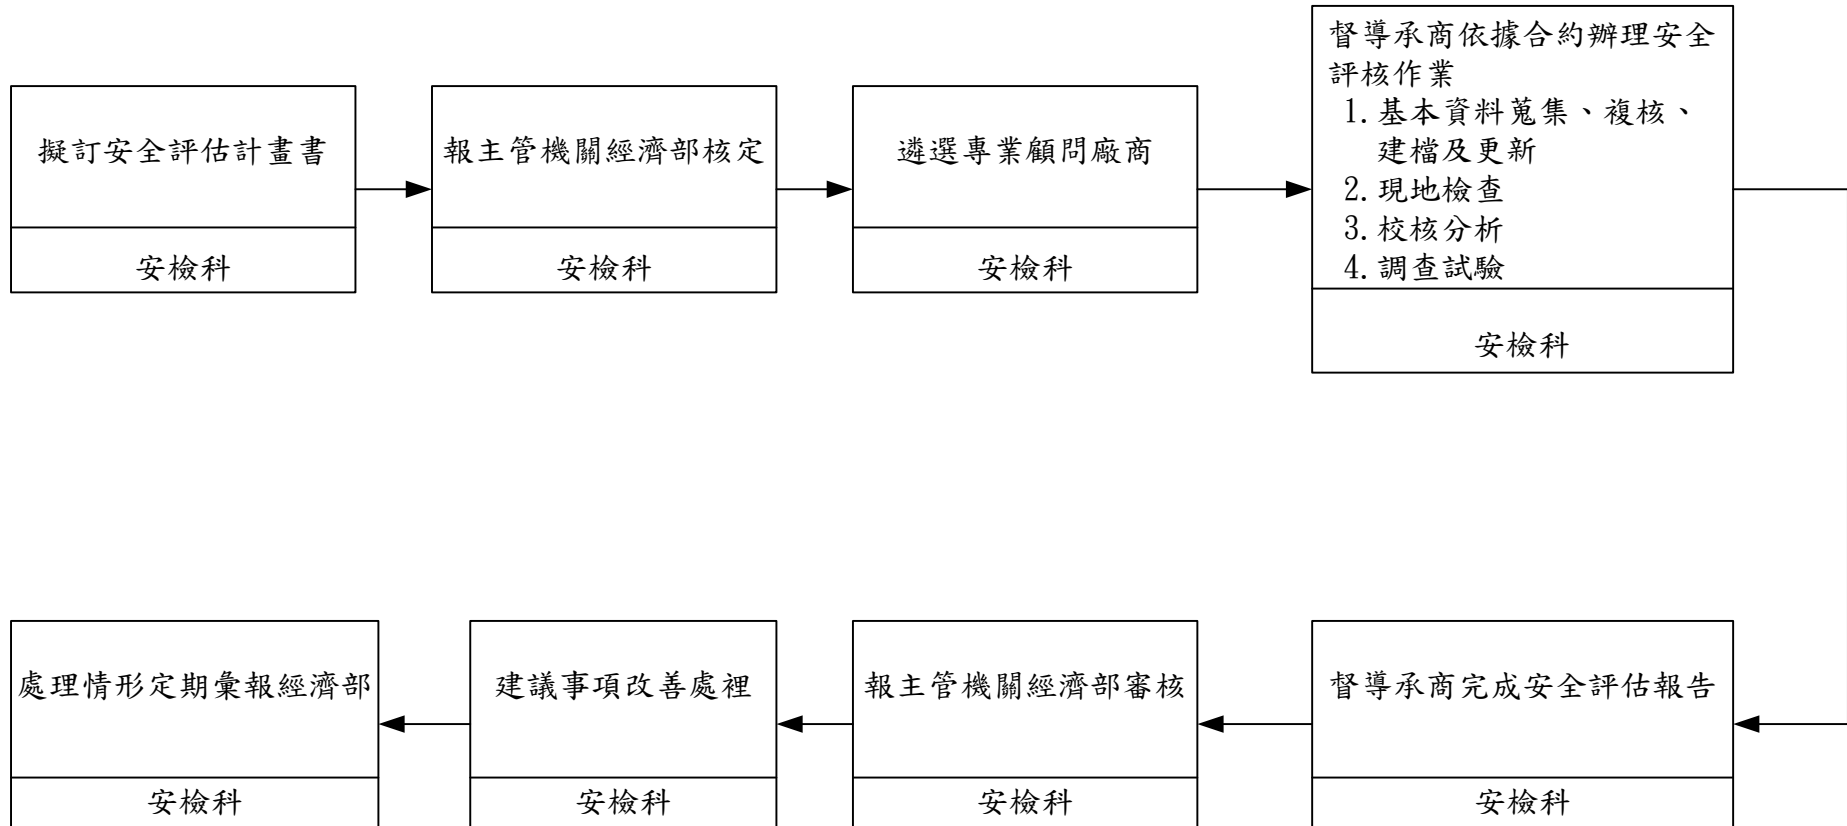 擬訂安全評估計畫書
安檢科
報主管機關經濟部核定
安檢科
遴選專業顧問廠商
安檢科
督導承商依據合約辦理安全
評核作業
1.基本資料蒐集、複核、
建檔及更新
2.現地檢查
3.校核分析
4.調查試驗
安檢科
督導承商完成安全評估報告
安檢科
報主管機關經濟部審核
安檢科
建議事項改善處裡
安檢科
處理情形定期彙報經濟部
安檢科